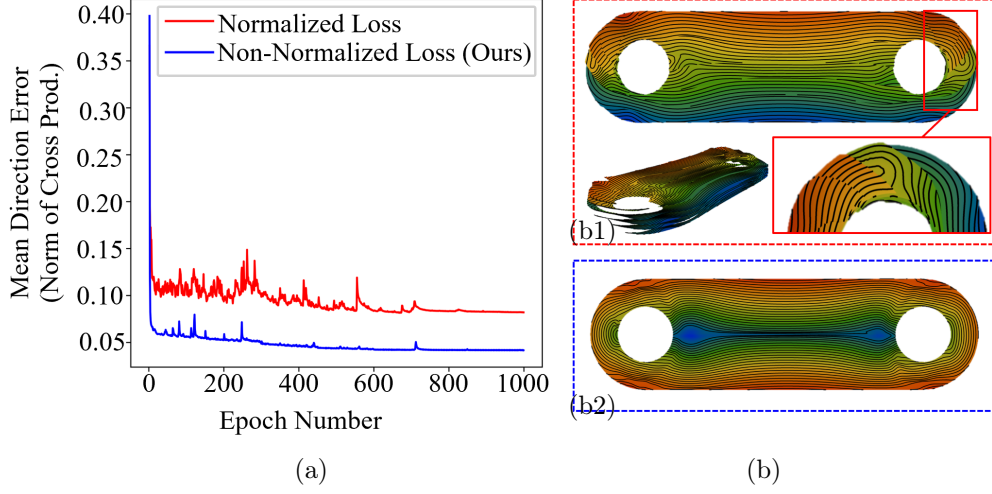 Mean Direction Error
(Norm of Cross Prod.)
0.40
0.35
0.30
0.25
0.20
0.15
0.10
0.05
Normalized Loss
Non-Normalized Loss (Ours)
0 200 400 600 800 1000
Epoch Number
(a)
(b1)
(b2)
(b)